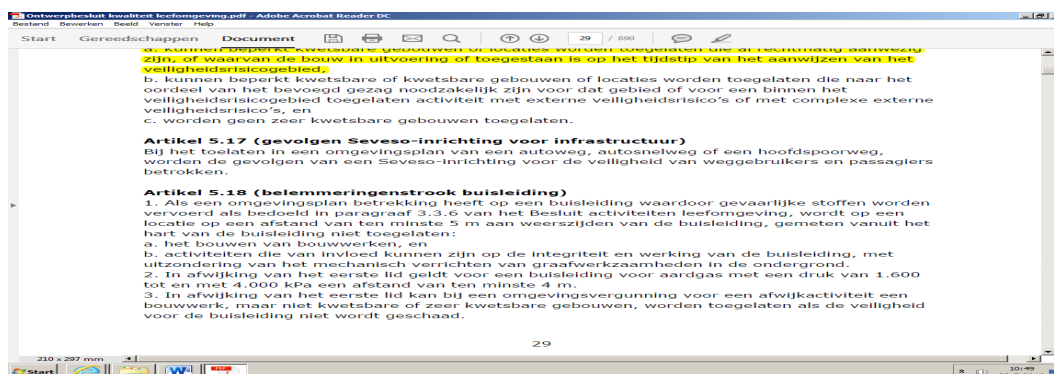 Ontwerpbesluit kwaliteit leefomgeving.pdf - Adobe Acrobat Reader DC
Bestand Bewerken Beeld Venster Help
Start Gereedschappen Document 29 / 690
a. kunnen beperkt kwetsbare gebouwen of locaties worden toegelaten die al rechtmatig aanwezig
zijn, of waarvan de bouw in uitvoering of toegestaan is op het tijdstip van het aanwijzen van het
veiligheidsrisicogebied,
b. kunnen beperkt kwetsbare of kwetsbare gebouwen of locaties worden toegelaten die naar het
oordeel van het bevoegd gezag noodzakelijk zijn voor dat gebied of voor een binnen het
veiligheidsrisicogebied toegelaten activiteit met externe veiligheidsrisico's of met complexe externe
veiligheidsrisico's, en
c. worden geen zeer kwetsbare gebouwen toegelaten.
Artikel 5.17 (gevolgen Seveso-inrichting voor infrastructuur)
Bij het toelaten in een omgevingsplan van een autoweg, autosnelweg of een hoofdspoorweg,
worden de gevolgen van een Seveso-inrichting voor de veiligheid van weggebruikers en passagiers
betrokken.
Artikel 5.18 (belemmeringenstrook buisleiding)
1. Als een omgevingsplan betrekking heeft op een buisleiding waardoor gevaarlijke stoffen worden
vervoerd als bedoeld in paragraaf 3.3.6 van het Besluit activiteiten leefomgeving, wordt op een
locatie op een afstand van ten minste 5 m aan weerszijden van de buisleiding, gemeten vanuit het
hart van de buisleiding niet toegelaten:
a. het bouwen van bouwwerken, en
b. activiteiten die van invloed kunnen zijn op de integriteit en werking van de buisleiding, met
uitzondering van het mechanisch verrichten van graafwerkzaamheden in de ondergrond.
2. In afwijking van het eerste lid geldt voor een buisleiding voor aardgas met een druk van 1.600
tot en met 4.000 kPa een afstand van ten minste 4 m.
3. In afwijking van het eerste lid kan bij een omgevingsvergunning voor een afwijkactiviteit een
bouwwerk, maar niet kwetsbare of zeer kwetsbare gebouwen, worden toegelaten als de veiligheid
voor de buisleiding niet wordt geschaad.
29
210 x 297 mm
Start 10:49